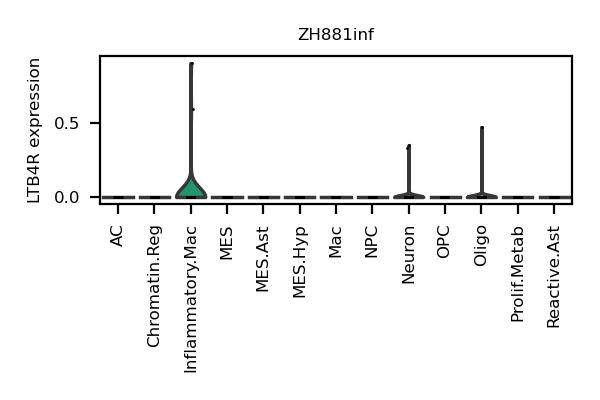 ZH881inf
LTB4R expression
0.5
0.0
AC
Chromatin.Reg
Inflammatory.Mac
MES
MES.Ast
MES.Hyp
Mac
NPC
Neuron
OPC
Oligo
Prolif.Metab
Reactive.Ast